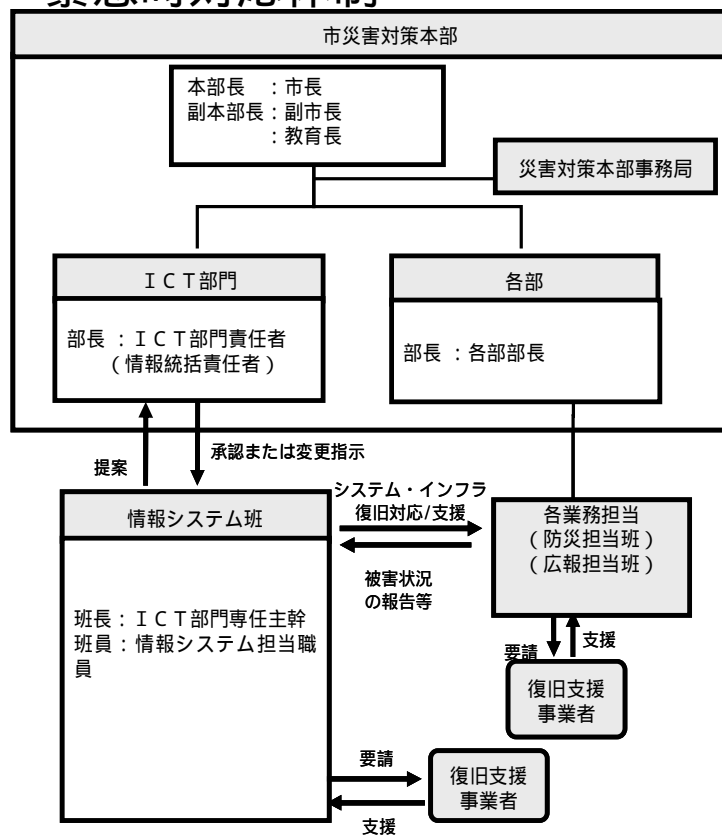 緊急時対応体制
市災害対策本部
本部長　：市長
副本部長：副市長
：教育長
災害対策本部事務局
ＩＣＴ部門
部長 ：ＩＣＴ部門責任者
（情報統括責任者）
各部
部長 ：各部部長
提案
承認または変更指示
情報システム班
班長：ＩＣＴ部門専任主幹
班員：情報システム担当職
員
システム・インフラ
復旧対応/支援
被害状況
の報告等
各業務担当
（防災担当班）
（広報担当班）
要請
支援
復旧支援
事業者
要請
支援
復旧支援
事業者